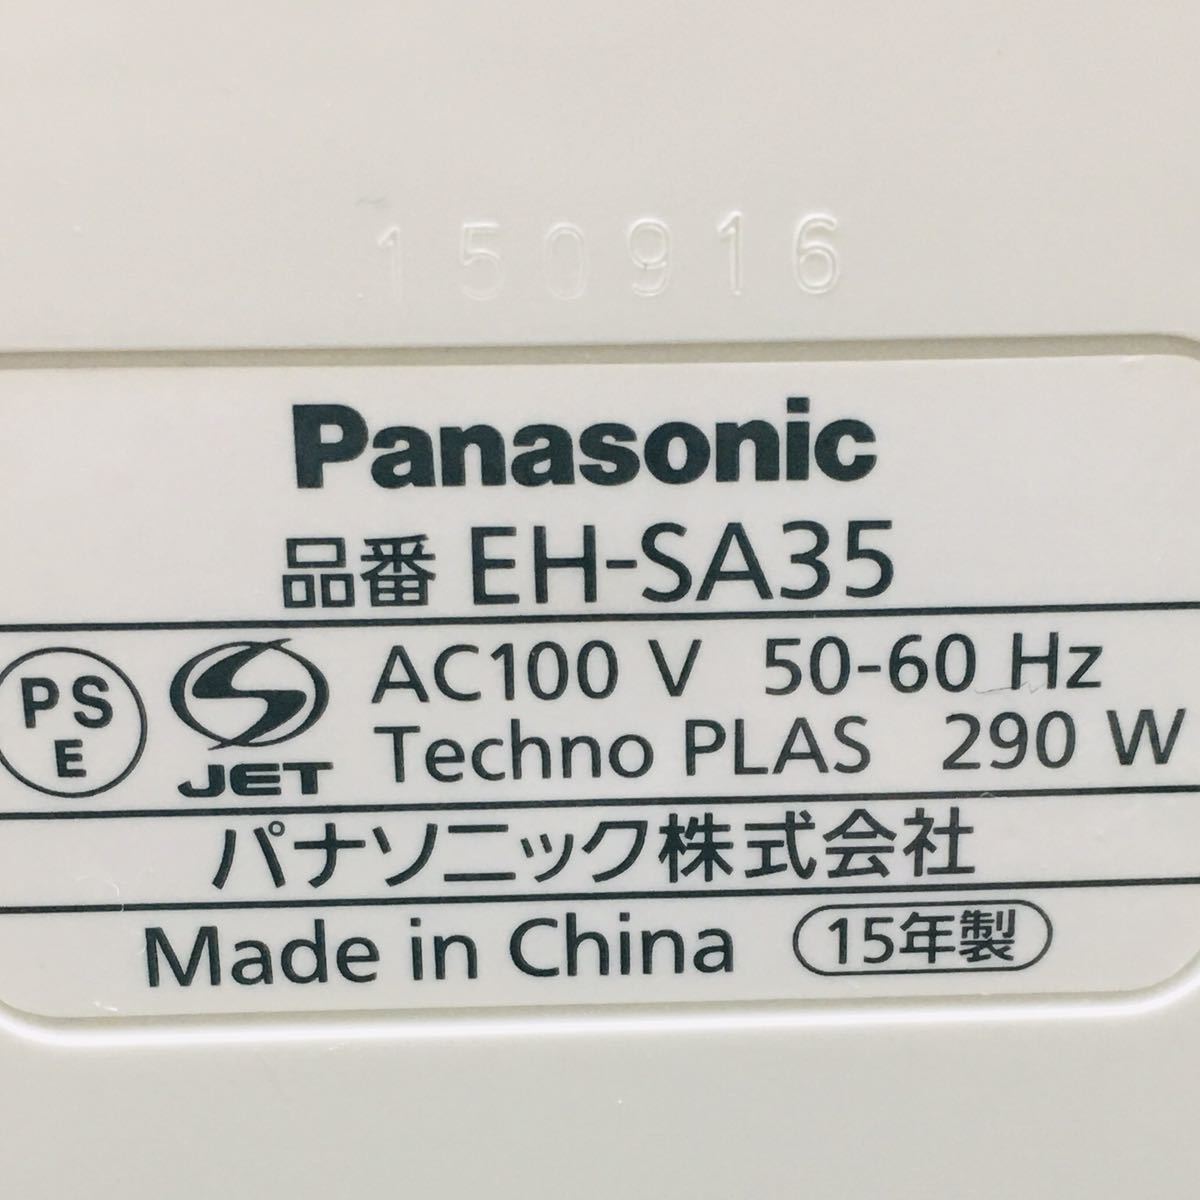 150916
Panasonic
品番 EH-SA35
PS
E
JET
AC100 V 50-60 Hz
Techno PLAS 290 W
パナソニック株式会社
Made in China 15年製